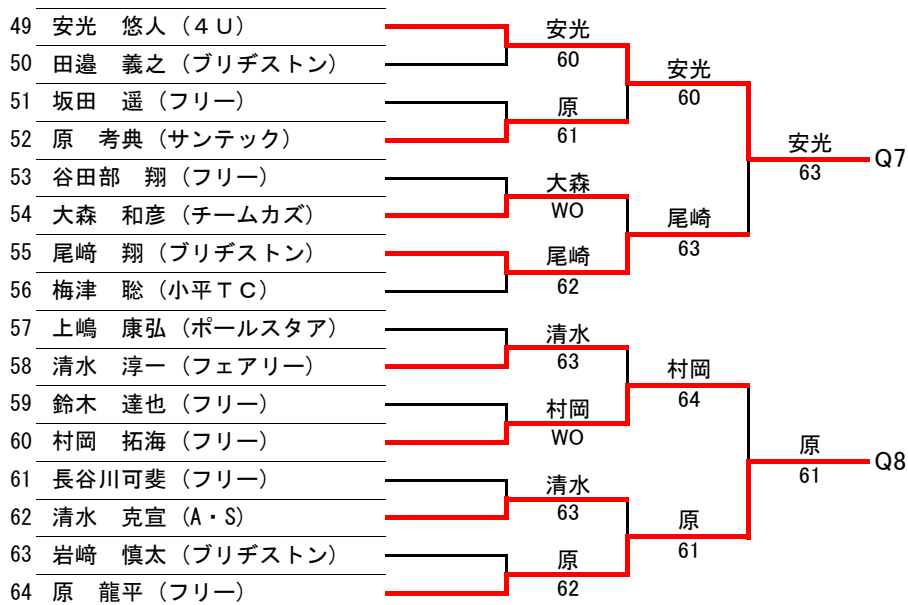 49 安光　悠人（４Ｕ）
50 田邉　義之（ブリヂストン）
51 坂田　遥（フリー）
52 原　考典（サンテック）
53 谷田部　翔（フリー）
54 大森　和彦（チームカズ）
55 尾﨑　翔（ブリヂストン）
56 梅津　聡（小平ＴＣ）
57 上嶋　康弘（ポールスタア）
58 清水　淳一（フェアリー）
59 鈴木　達也（フリー）
60 村岡　拓海（フリー）
61 長谷川可斐（フリー）
62 清水　克宣（A・S）
63 岩﨑　慎太（ブリヂストン）
64 原　龍平（フリー）
安光
60
原
61
大森
WO
尾崎
62
清水
63
村岡
WO
清水
63
原
62
安光
60
尾崎
63
村岡
64
原
61
安光
63
Q7
原
61
Q8